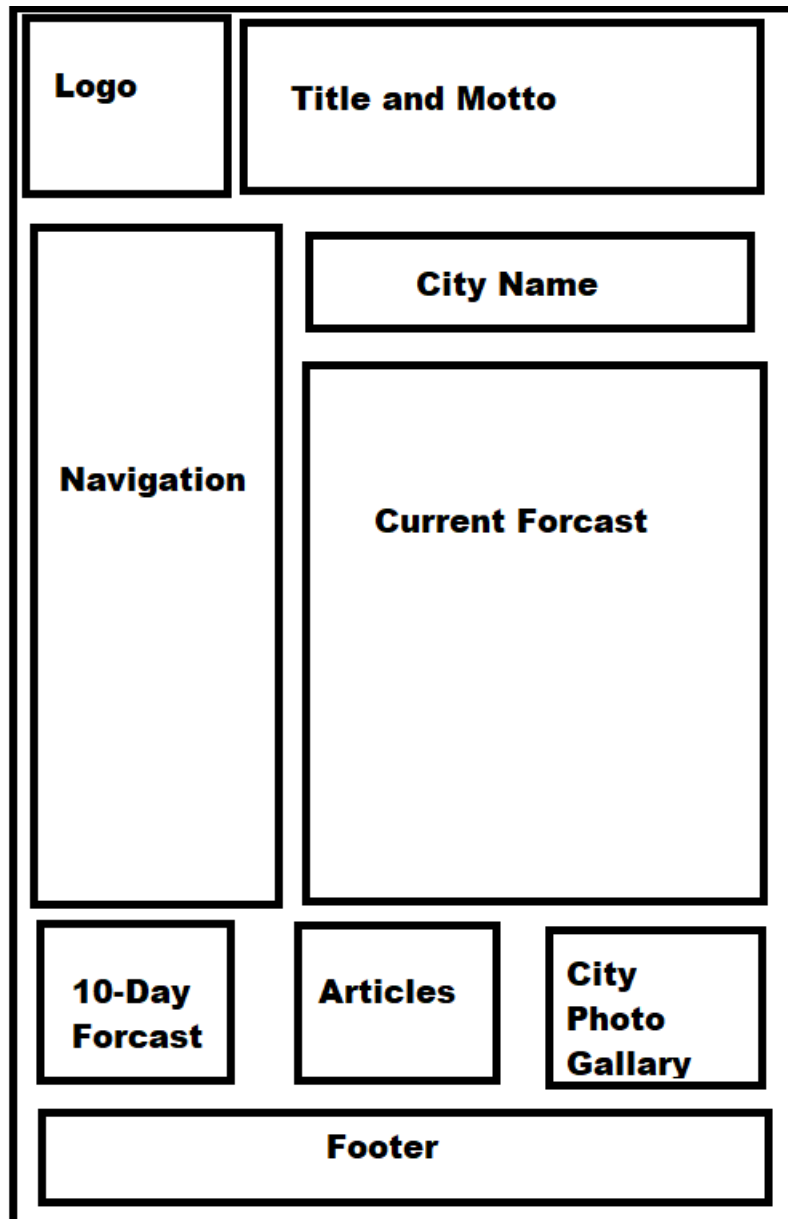 Logo
Title and Motto
City Name
Navigation
Current Forcast
10-Day
Forcast
Articles
City
Photo
Gallary
Footer